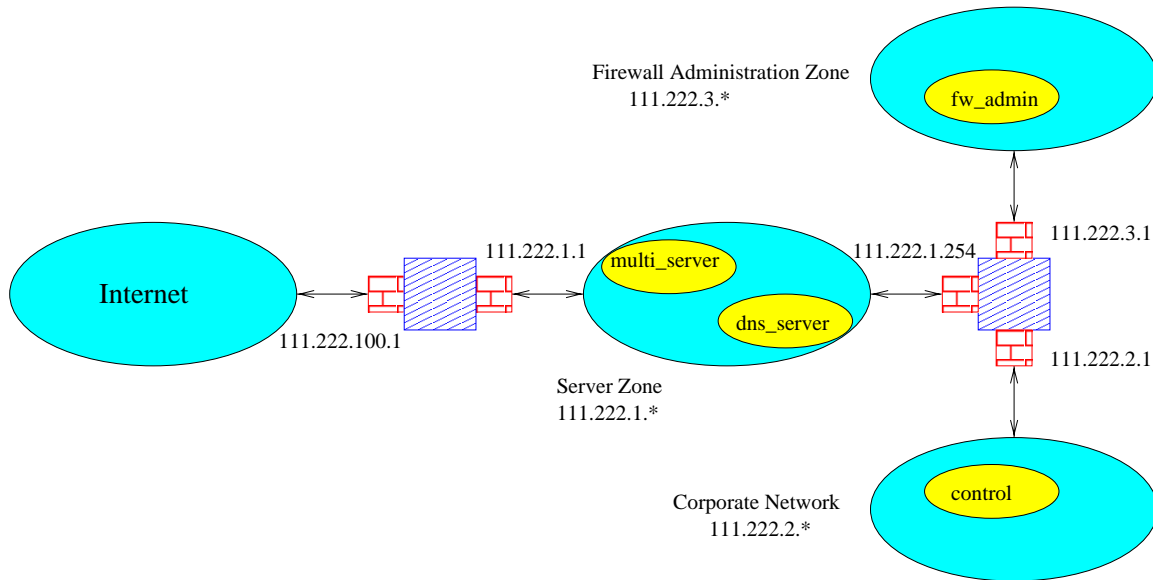 Firewall Administration Zone
111.222.3.*
fw_admin
111.222.1.1
111.222.1.254
111.222.3.1
multi_server
Internet
dns_server
111.222.100.1
111.222.2.1
Server Zone
111.222.1.*
Corporate Network
111.222.2.*
control